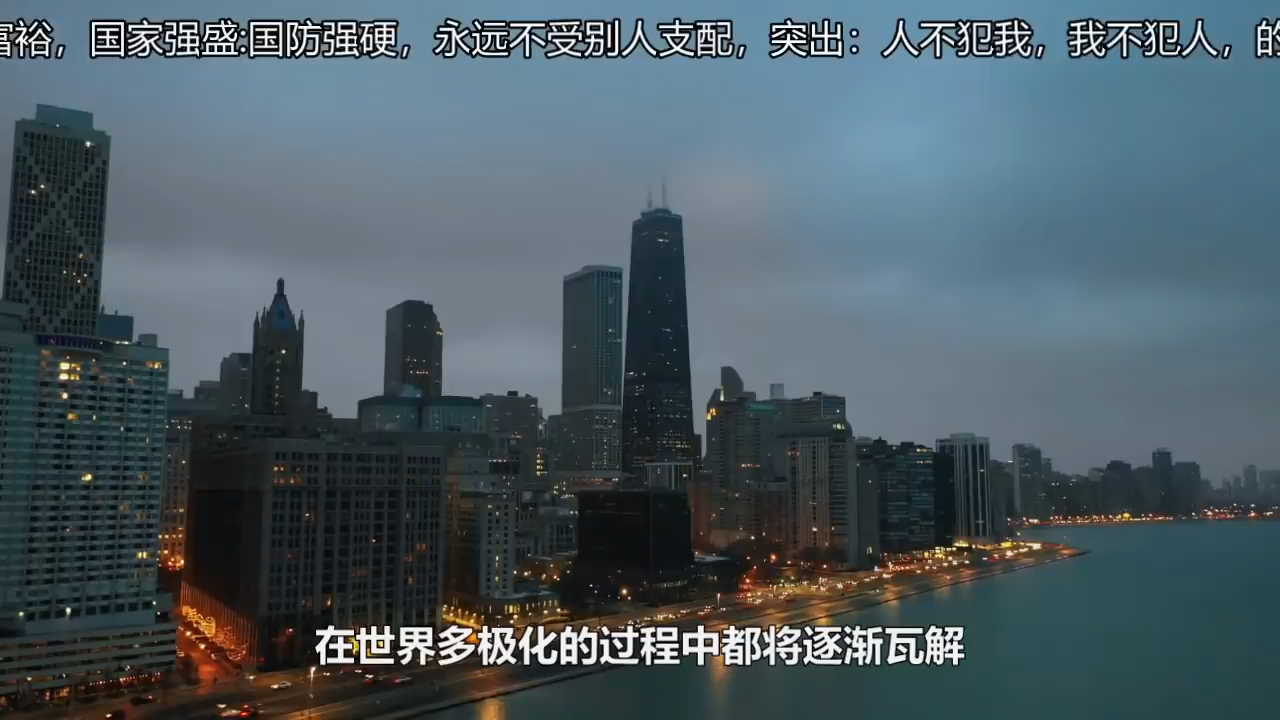 富裕，国家强盛:国防强硬，永远不受别人支配，突出：人不犯我，我不犯人，的
在世界多极化的过程中都将逐渐瓦解